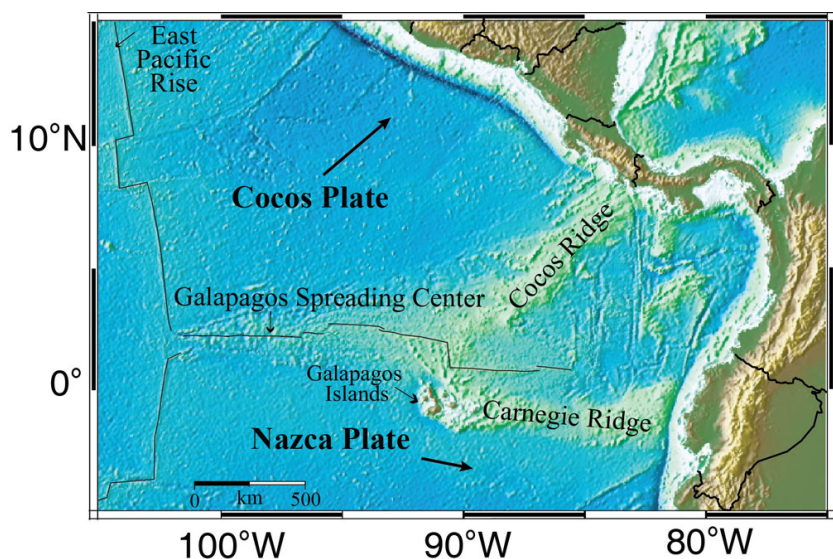 East
Pacific
Rise
10°N
Cocos Plate
Cocos Ridge
Galapagos Spreading Center
0°
Galapagos
Islands
Carnegie Ridge
Nazca Plate
0 500
km
100°W 90°W 80°W